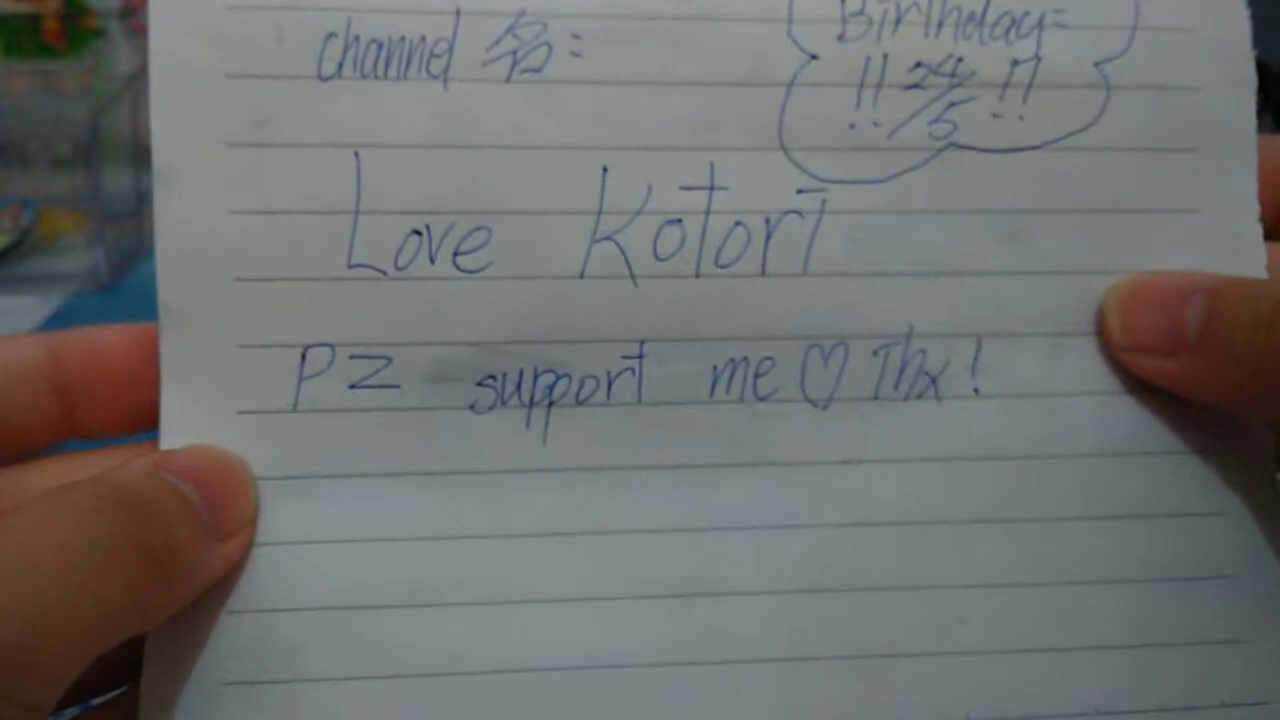 channel 名:
Birthday=
!! 24/5 !!
Love Kotori
PZ support me ♡ Thx!